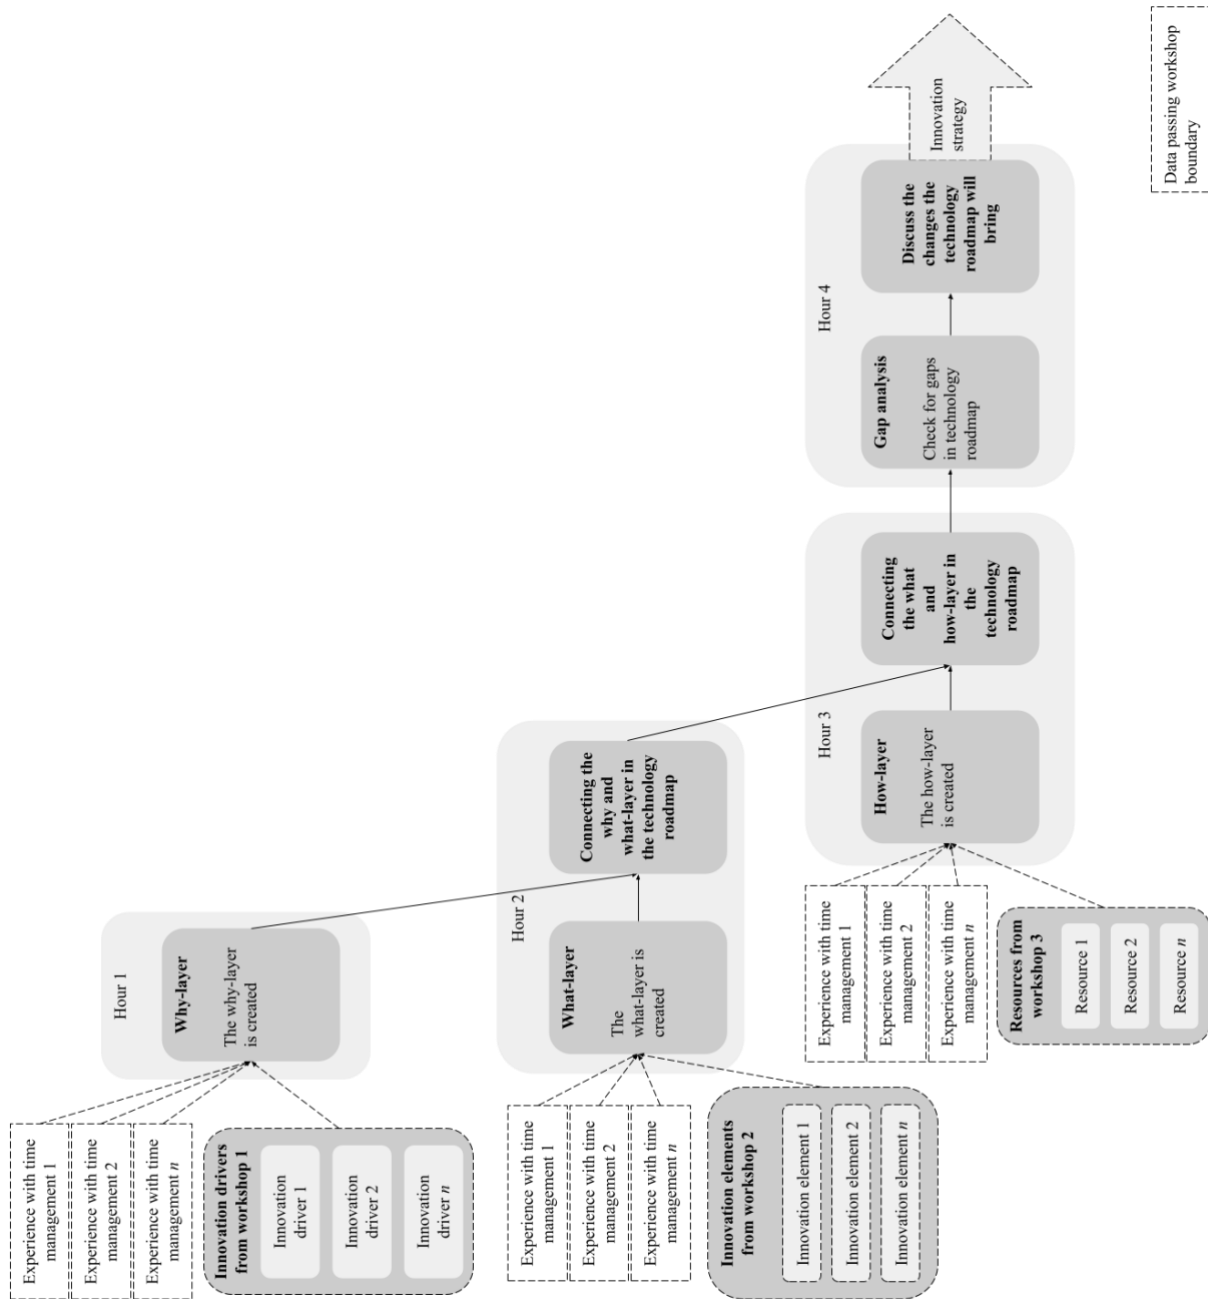 Experience with time
management 1
Experience with time
management 2
Experience with time
management n
Innovation drivers
from workshop 1
Innovation
driver 1
Innovation
driver 2
Innovation
driver n
Hour 1
Why-layer
The why-layer
is created
Experience with time
management 1
Experience with time
management 2
Experience with time
management n
Innovation elements
from workshop 2
Innovation element 1
Innovation element 2
Innovation element n
Hour 2
What-layer
The
what-layer is
created
Connecting the
why and
what-layer in
the technology
roadmap
Experience with time
management 1
Experience with time
management 2
Experience with time
management n
Resources from
workshop 3
Resource 1
Resource 2
Resource n
Hour 3
How-layer
The how-layer
is created
Connecting
the what
and
how-layer in
the
technology
roadmap
Hour 4
Gap analysis
Check for gaps
in technology
roadmap
Discuss the
changes the
technology
roadmap will
bring
Innovation
strategy
Data passing workshop
boundary